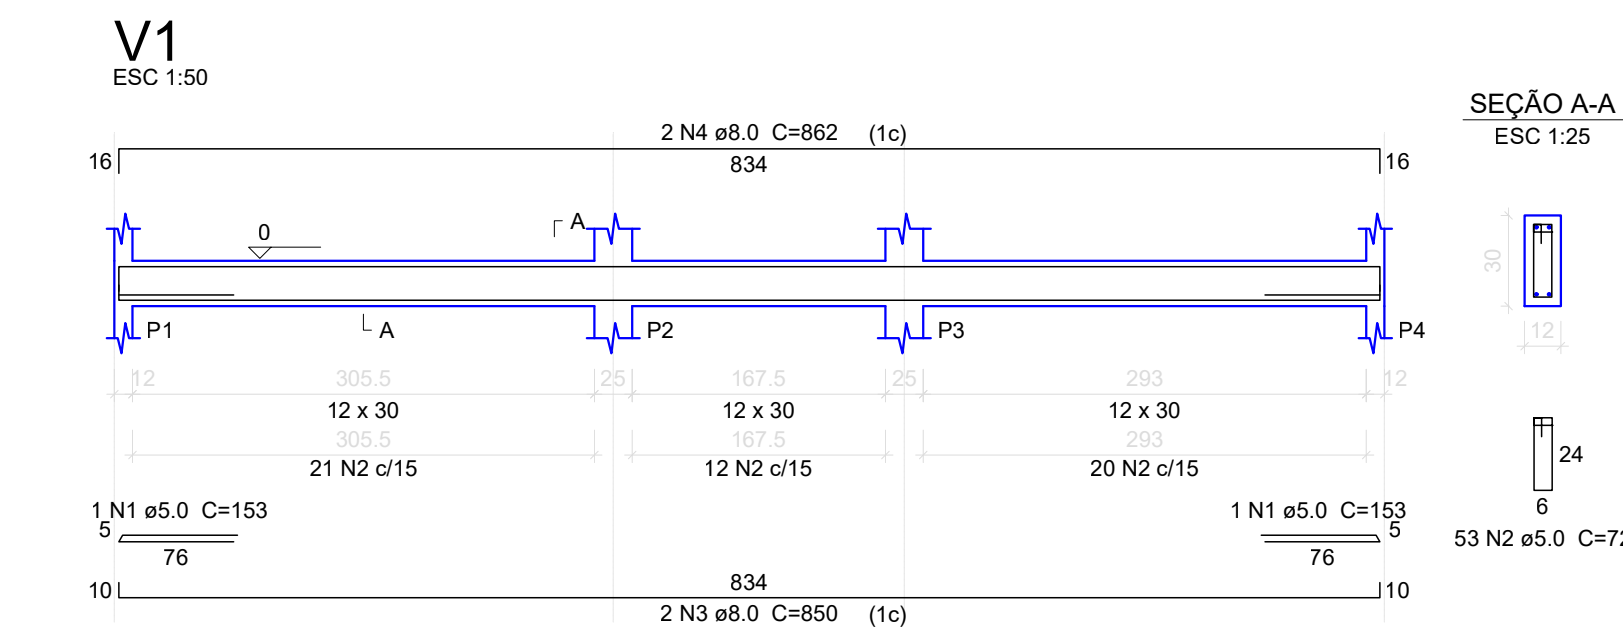 V1
ESC 1:50
SEÇÃO A-A
ESC 1:25
2 N4 ø8.0 C=862 (1c)
16 834 16
A
0
30
A
P1 P2 P3 P4
12
12 305.5 25 167.5 25 293 12
12 x 30 12 x 30 12 x 30
305.5 167.5 293
21 N2 c/15 12 N2 c/15 20 N2 c/15
24
6
53 N2 ø5.0 C=72
1 N1 ø5.0 C=153 1 N1 ø5.0 C=153
5 5
76 76
834
10 10
2 N3 ø8.0 C=850 (1c)